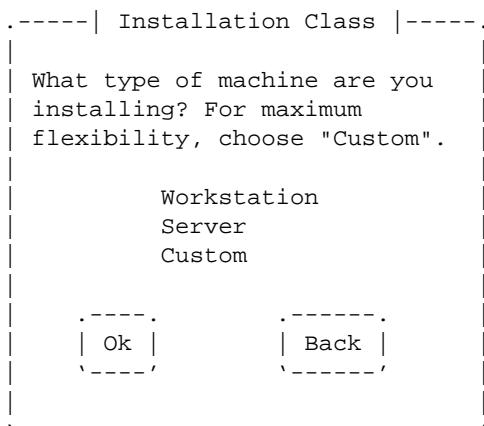 Installation Class
What type of machine are you
installing? For maximum
flexibility, choose "Custom".
Workstation
Server
Custom
Ok Back